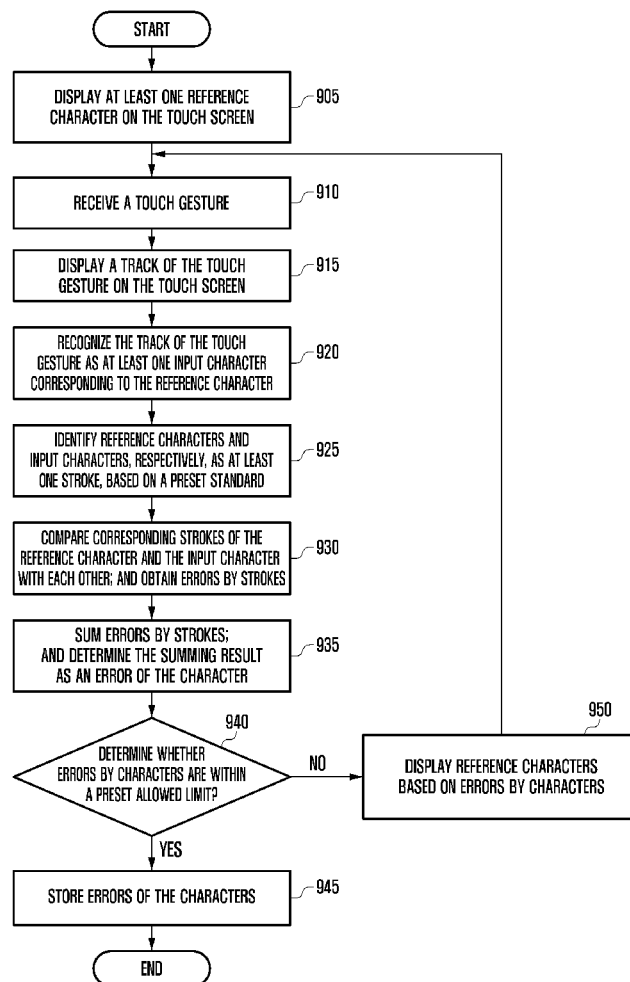 START
DISPLAY AT LEAST ONE REFERENCE
CHARACTER ON THE TOUCH SCREEN
905
RECEIVE A TOUCH GESTURE
910
DISPLAY A TRACK OF THE TOUCH
GESTURE ON THE TOUCH SCREEN
915
RECOGNIZE THE TRACK OF THE TOUCH
GESTURE AS AT LEAST ONE INPUT CHARACTER
CORRESPONDING TO THE REFERENCE CHARACTER
920
IDENTIFY REFERENCE CHARACTERS AND
INPUT CHARACTERS, RESPECTIVELY, AS AT LEAST
ONE STROKE, BASED ON A PRESET STANDARD
925
COMPARE CORRESPONDING STROKES OF THE
REFERENCE CHARACTER AND THE INPUT CHARACTER
WITH EACH OTHER; AND OBTAIN ERRORS BY STROKES
930
SUM ERRORS BY STROKES;
AND DETERMINE THE SUMMING RESULT
AS AN ERROR OF THE CHARACTER
935
940
DETERMINE WHETHER
ERRORS BY CHARACTERS ARE WITHIN
A PRESET ALLOWED LIMIT?
NO
950
DISPLAY REFERENCE CHARACTERS
BASED ON ERRORS BY CHARACTERS
YES
STORE ERRORS OF THE CHARACTERS
945
END